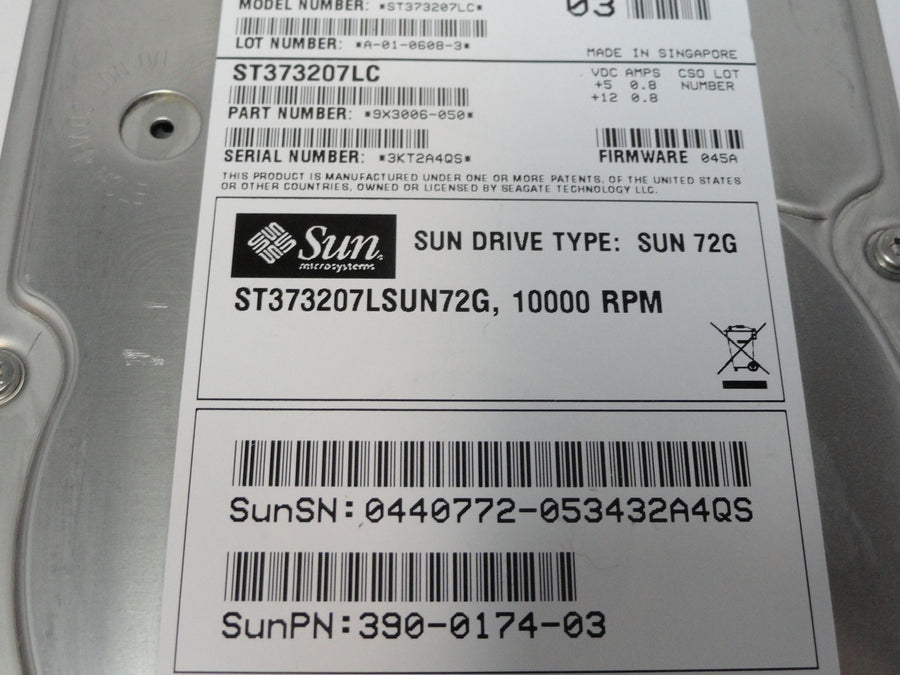 MODEL NUMBER: *ST373207LC*
03
LOT NUMBER: *A-01-0608-3*
MADE IN SINGAPORE
ST373207LC
VDC AMPS CSO LOT
+5 0.8 NUMBER
+12 0.8
PART NUMBER: *9X3006-050*
SERIAL NUMBER: *3KT2A4QS*
FIRMWARE 045A
THIS PRODUCT IS MANUFACTURED UNDER ONE OR MORE PATENTS, OF THE UNITED STATES
OR OTHER COUNTRIES, OWNED OR LICENSED BY SEAGATE TECHNOLOGY LLC.
Sun
microsystems
SUN DRIVE TYPE: SUN 72G
ST373207LSUN72G, 10000 RPM
SunSN:0440772-053432A4QS
SunPN:390-0174-03